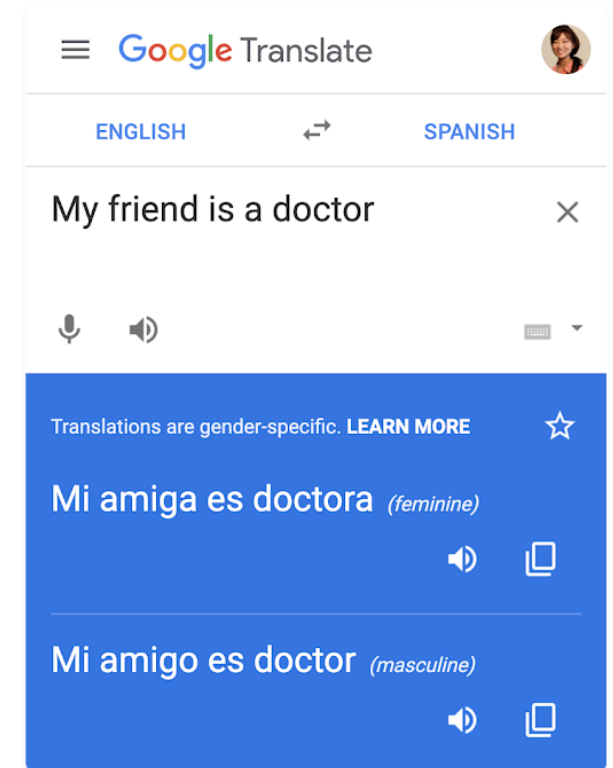 Google Translate
ENGLISH SPANISH
My friend is a doctor
Translations are gender-specific. LEARN MORE
Mi amiga es doctora (feminine)
Mi amigo es doctor (masculine)